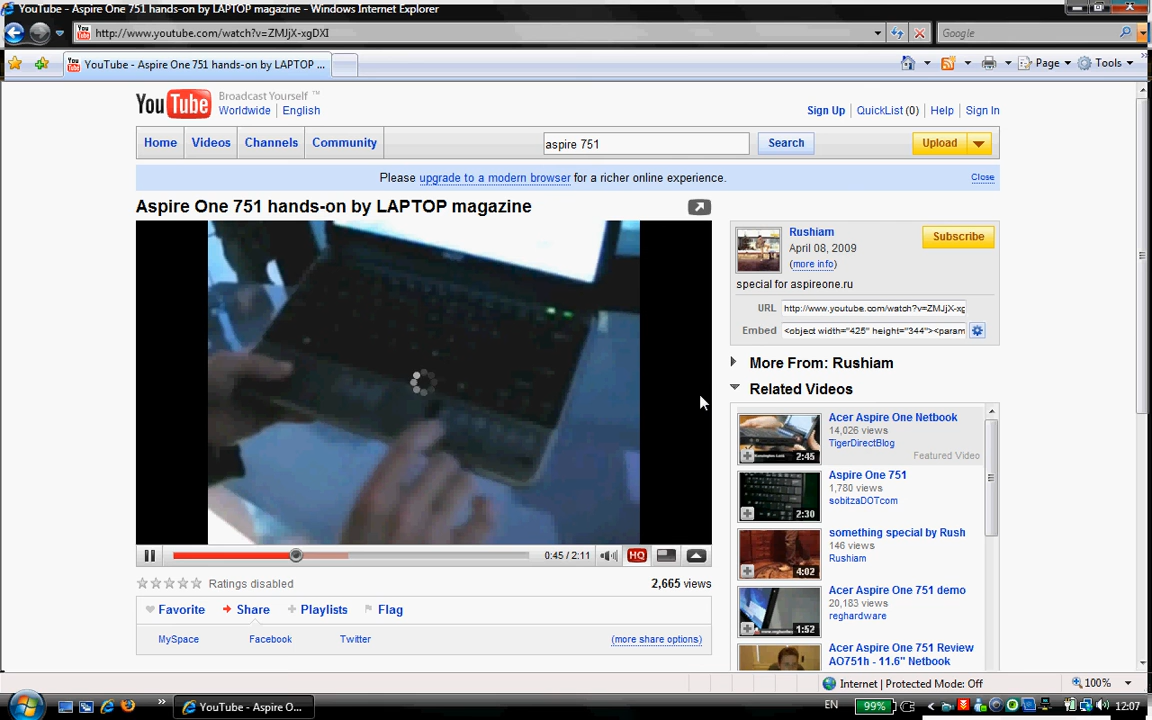 YouTube - Aspire One 751 hands-on by LAPTOP magazine - Windows Internet Explorer
http://www.youtube.com/watch?v=ZMJjX-xgDXI
Google
YouTube - Aspire One 751 hands-on by LAPTOP ...
Page
Tools
You Tube
Broadcast Yourself ™
Worldwide
English
Sign Up
QuickList (0)
Help
Sign In
Home
Videos
Channels
Community
aspire 751
Search
Upload
Please upgrade to a modern browser for a richer online experience.
Close
Aspire One 751 hands-on by LAPTOP magazine
Rushiam
April 08, 2009
(more info)
Subscribe
special for aspireone.ru
URL http://www.youtube.com/watch?v=ZMJjX-xg
Embed <object width="425" height="344"><param
More From: Rushiam
Related Videos
Acer Aspire One Netbook
14,026 views
TigerDirectBlog
Featured Video
2:45
Aspire One 751
1,780 views
sobitzaDOTcom
2:30
something special by Rush
146 views
Rushiam
4:02
Acer Aspire One 751 demo
20,183 views
reghardware
1:52
Acer Aspire One 751 Review
AO751h - 11.6" Netbook
0:45 / 2:11
HQ
Ratings disabled
2,665 views
Favorite
Share
Playlists
Flag
MySpace
Facebook
Twitter
(more share options)
Internet | Protected Mode: Off
100%
YouTube - Aspire O...
EN
99%
12:07